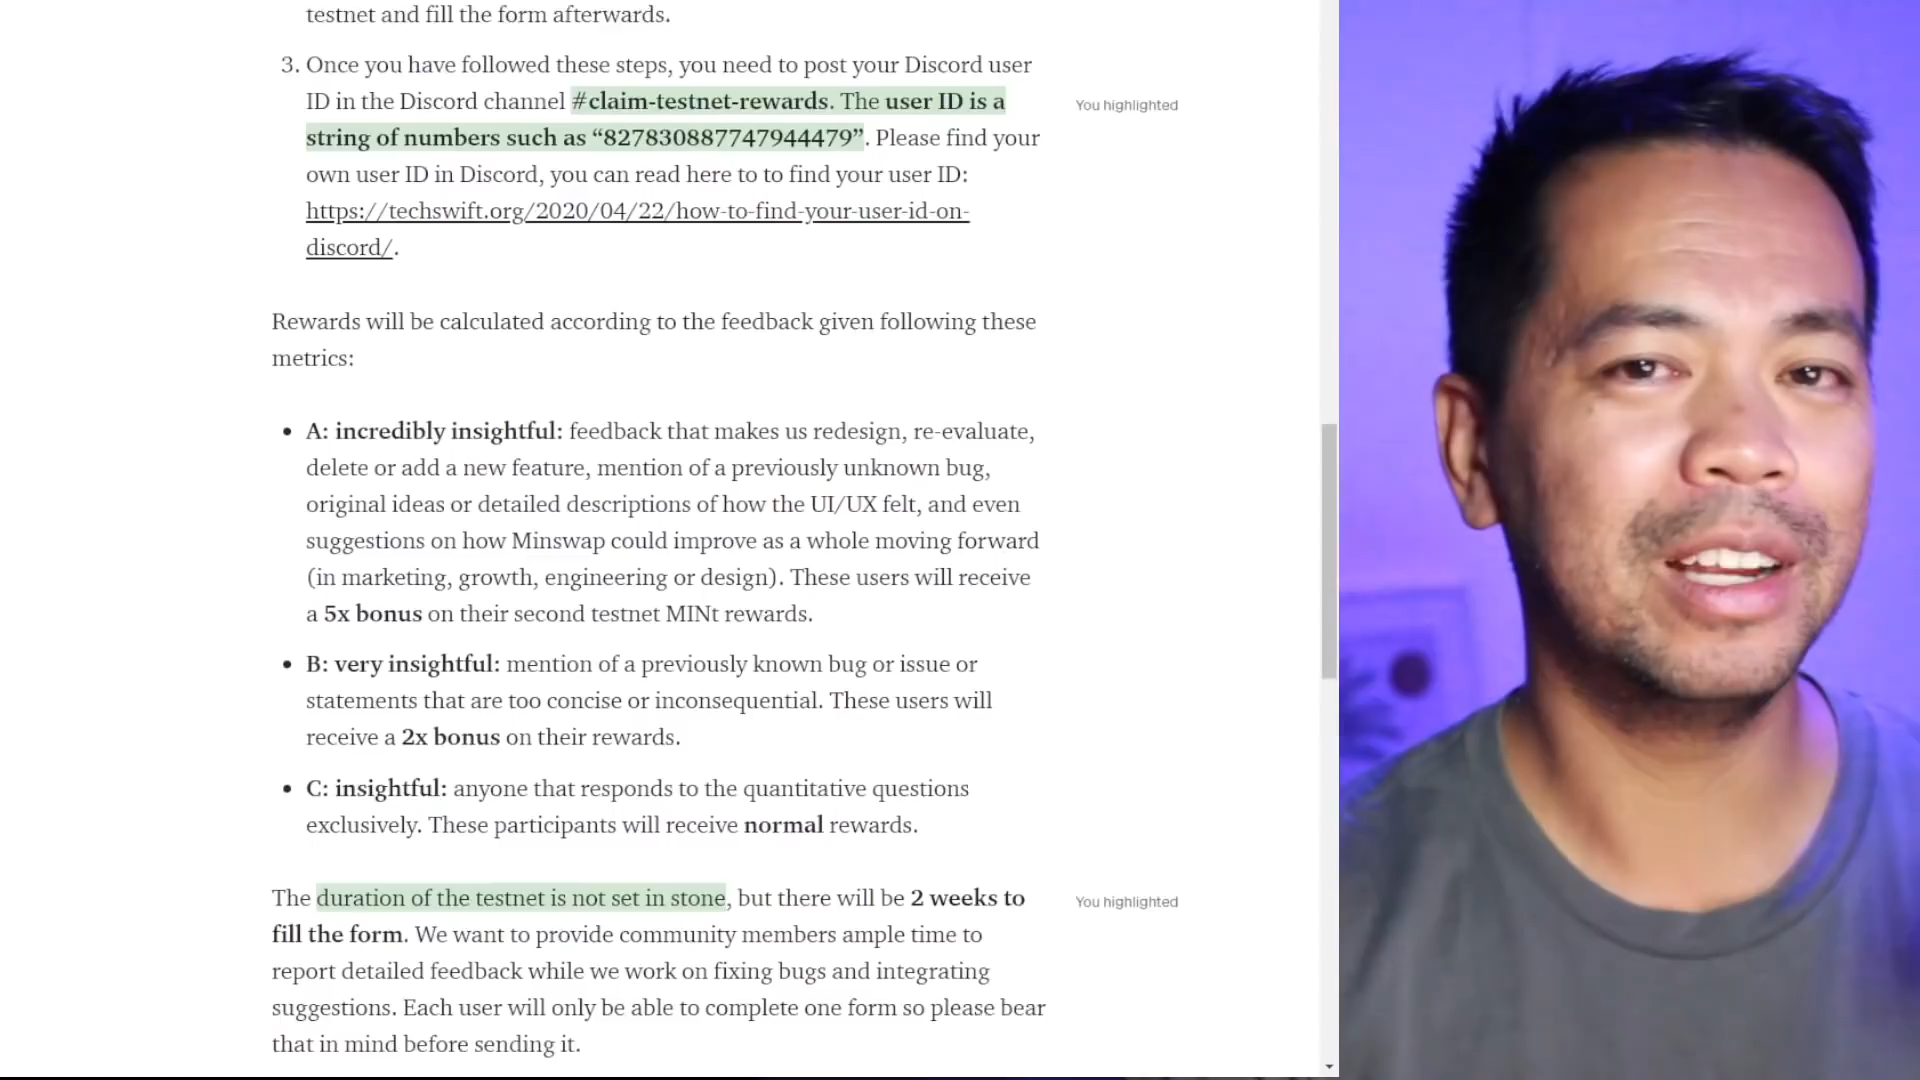 testnet and fill the form afterwards.
3. Once you have followed these steps, you need to post your Discord user
ID in the Discord channel #claim-testnet-rewards. The user ID is a
You highlighted
string of numbers such as “827830887747944479”. Please find your
own user ID in Discord, you can read here to to find your user ID:
https://techswift.org/2020/04/22/how-to-find-your-user-id-on-
discord/.
Rewards will be calculated according to the feedback given following these
metrics:
• A: incredibly insightful: feedback that makes us redesign, re-evaluate,
delete or add a new feature, mention of a previously unknown bug,
original ideas or detailed descriptions of how the UI/UX felt, and even
suggestions on how Minswap could improve as a whole moving forward
(in marketing, growth, engineering or design). These users will receive
a 5x bonus on their second testnet MINt rewards.
• B: very insightful: mention of a previously known bug or issue or
statements that are too concise or inconsequential. These users will
receive a 2x bonus on their rewards.
• C: insightful: anyone that responds to the quantitative questions
exclusively. These participants will receive normal rewards.
The duration of the testnet is not set in stone, but there will be 2 weeks to
You highlighted
fill the form. We want to provide community members ample time to
report detailed feedback while we work on fixing bugs and integrating
suggestions. Each user will only be able to complete one form so please bear
that in mind before sending it.